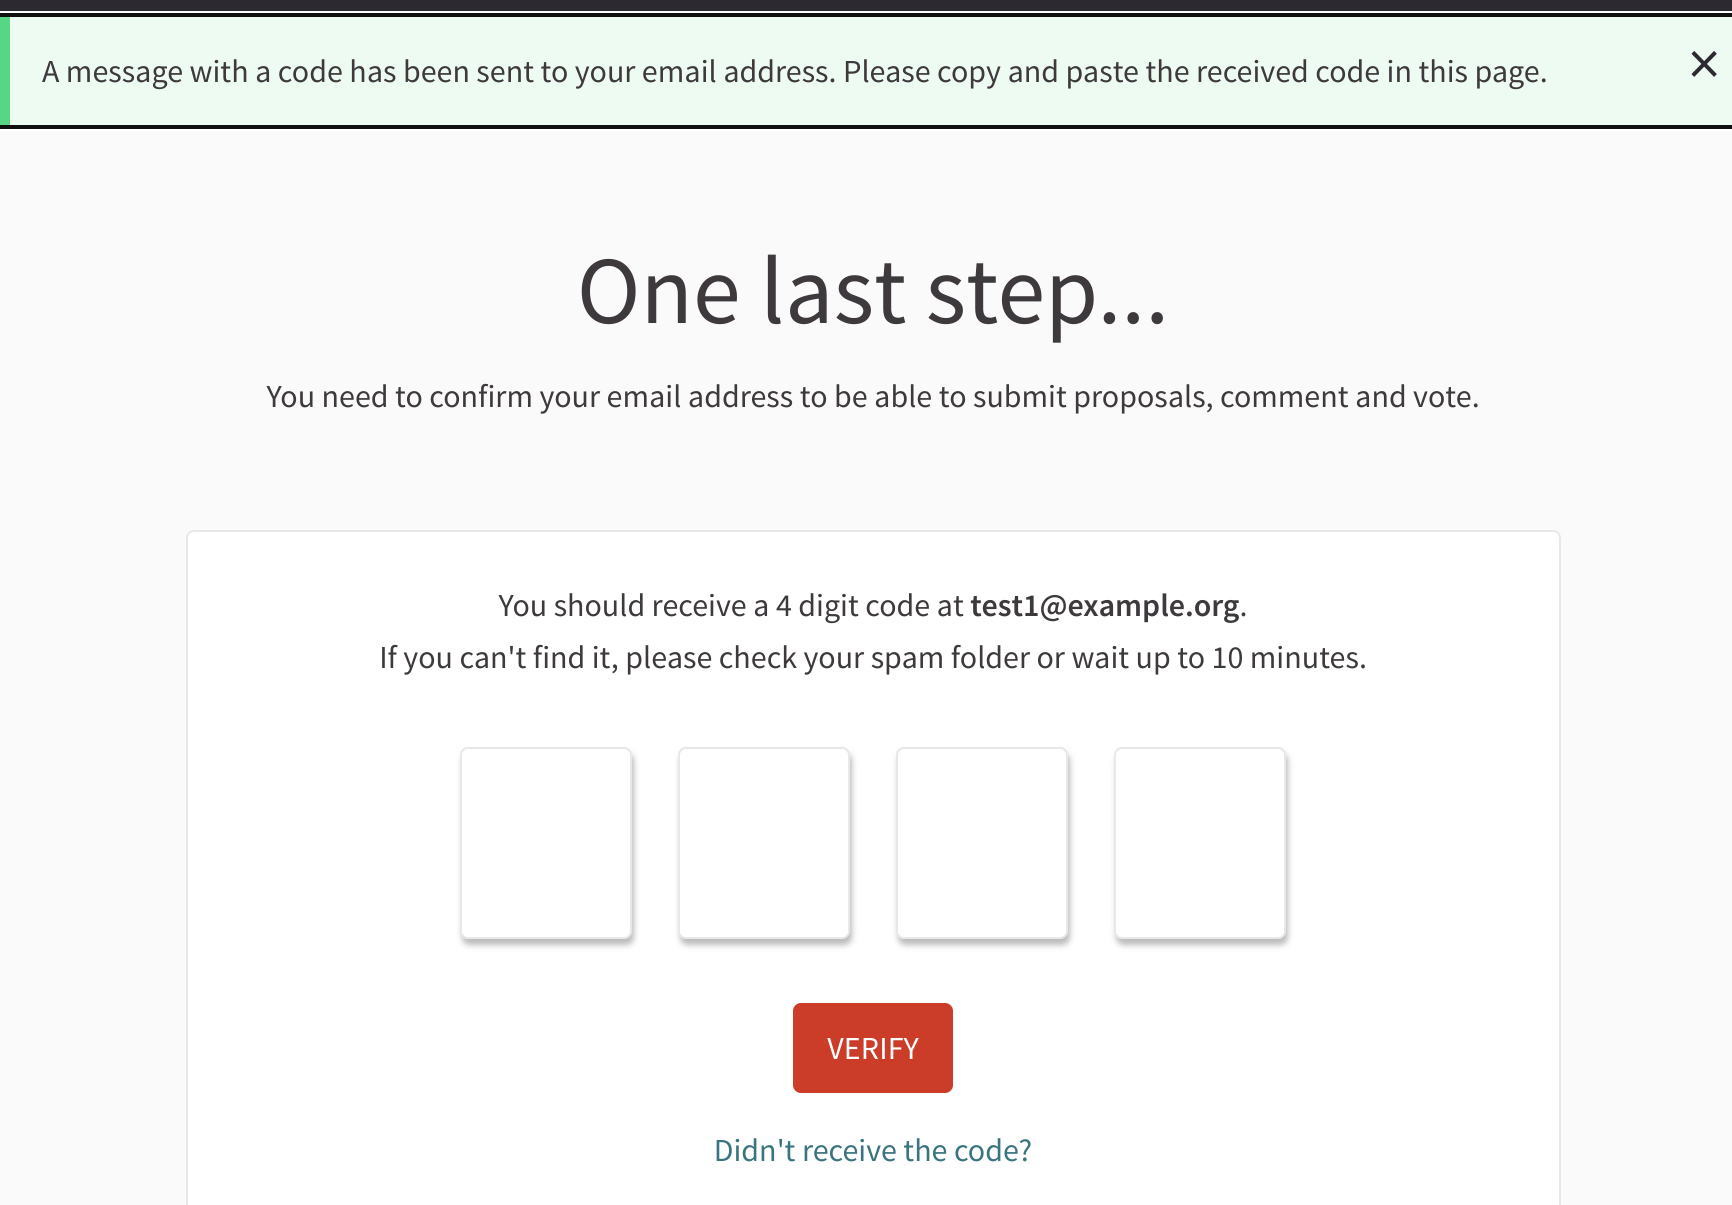 A message with a code has been sent to your email address. Please copy and paste the received code in this page.
One last step...
You need to confirm your email address to be able to submit proposals, comment and vote.
You should receive a 4 digit code at test1@example.org.
If you can't find it, please check your spam folder or wait up to 10 minutes.
VERIFY
Didn't receive the code?